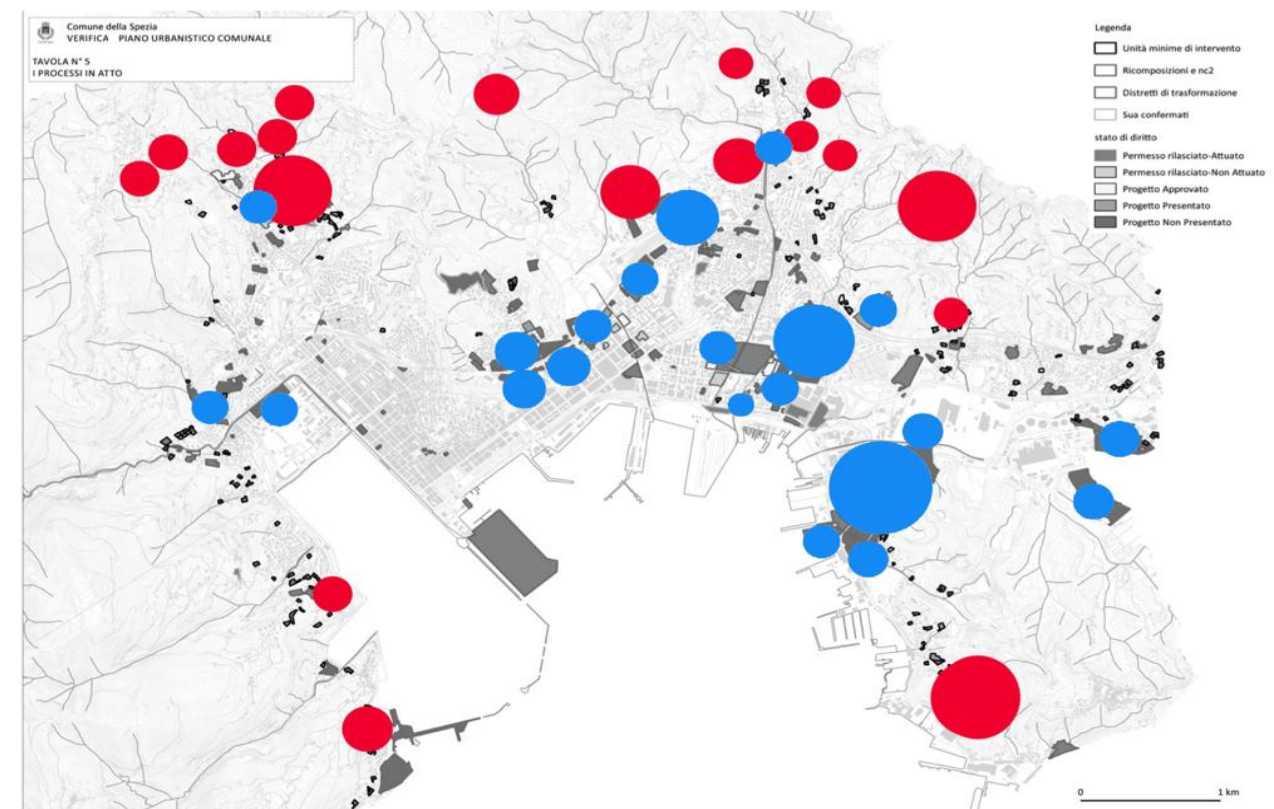 Comune della Spezia
VERIFICA PIANO URBANISTICO COMUNALE
TAVOLA N° 5
I PROCESSI IN ATTO
Legenda
Unità minime di intervento
Ricomposizioni e nc2
Distretti di trasformazione
Sua confermati
stato di diritto
Permesso rilasciato-Attuato
Permesso rilasciato-Non Attuato
Progetto Approvato
Progetto Presentato
Progetto Non Presentato
0 1 km